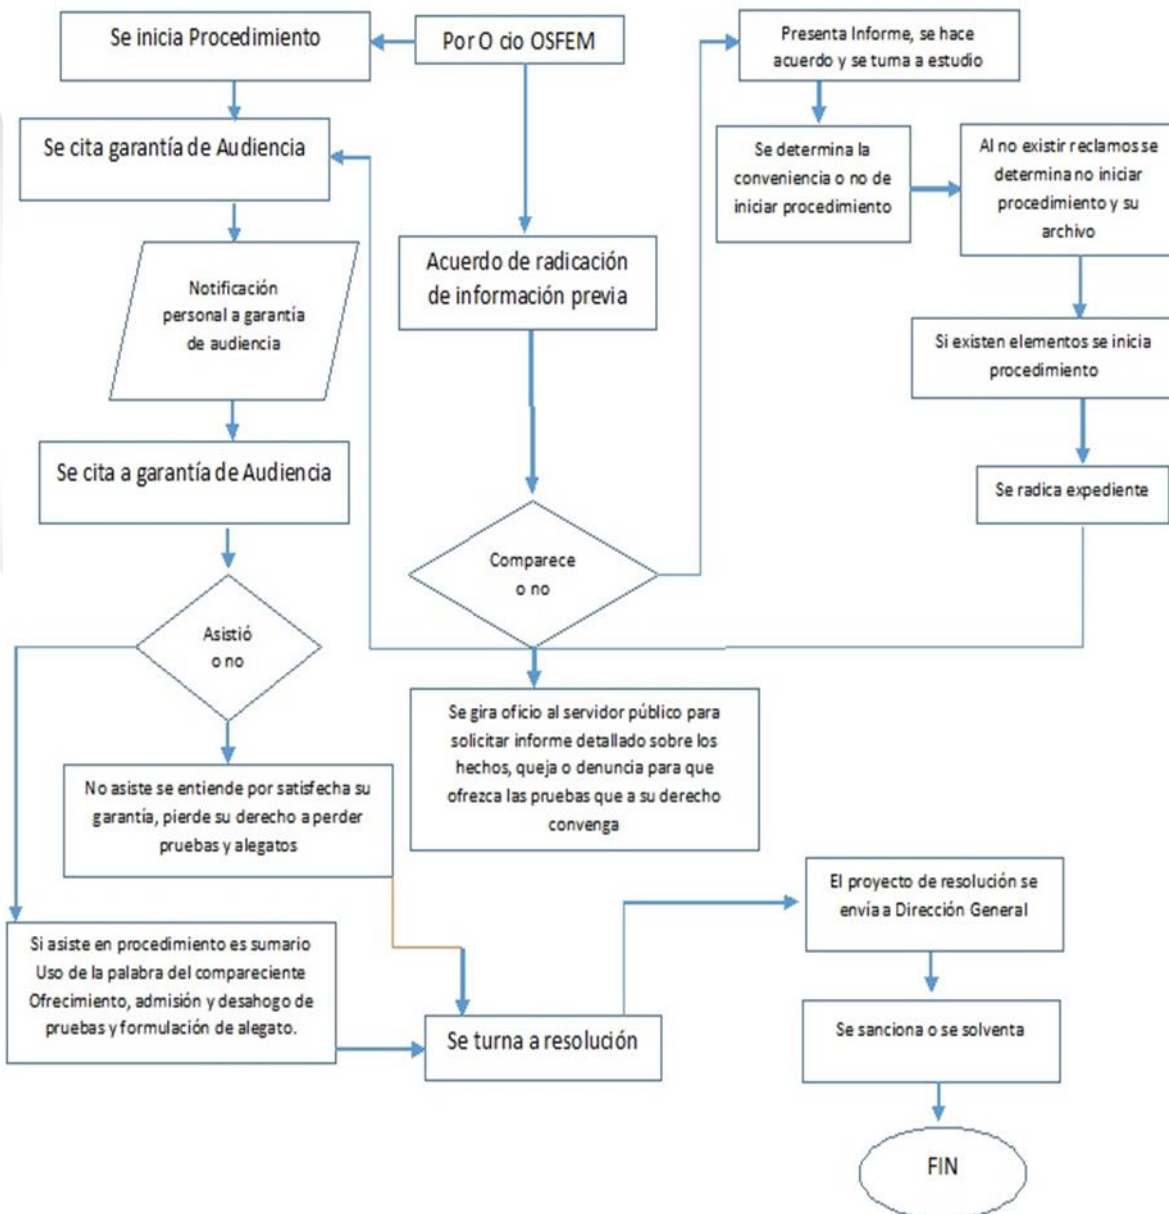 Se inicia Procedimiento
Por O cio OSFEM
Presenta Informe, se hace
acuerdo y se turna a estudio
Se cita garantía de Audiencia
Se determina la
conveniencia o no de
iniciar procedimiento
Al no existir reclamos se
determina no iniciar
procedimiento y su
archivo
Notificación
personal a garantía
de audiencia
Acuerdo de radicación
de información previa
Si existen elementos se inicia
procedimiento
Se cita a garantía de Audiencia
Se radica expediente
Comparece
o no
Asistió
o no
Se gira oficio al servidor público para
solicitar informe detallado sobre los
hechos, queja o denuncia para que
ofrezca las pruebas que a su derecho
convenga
No asiste se entiende por satisfecha su
garantía, pierde su derecho a perder
pruebas y alegatos
El proyecto de resolución se
envía a Dirección General
Si asiste en procedimiento es sumario
Uso de la palabra del compareciente
Ofrecimiento, admisión y desahogo de
pruebas y formulación de alegato.
Se turna a resolución
Se sanciona o se solventa
FIN